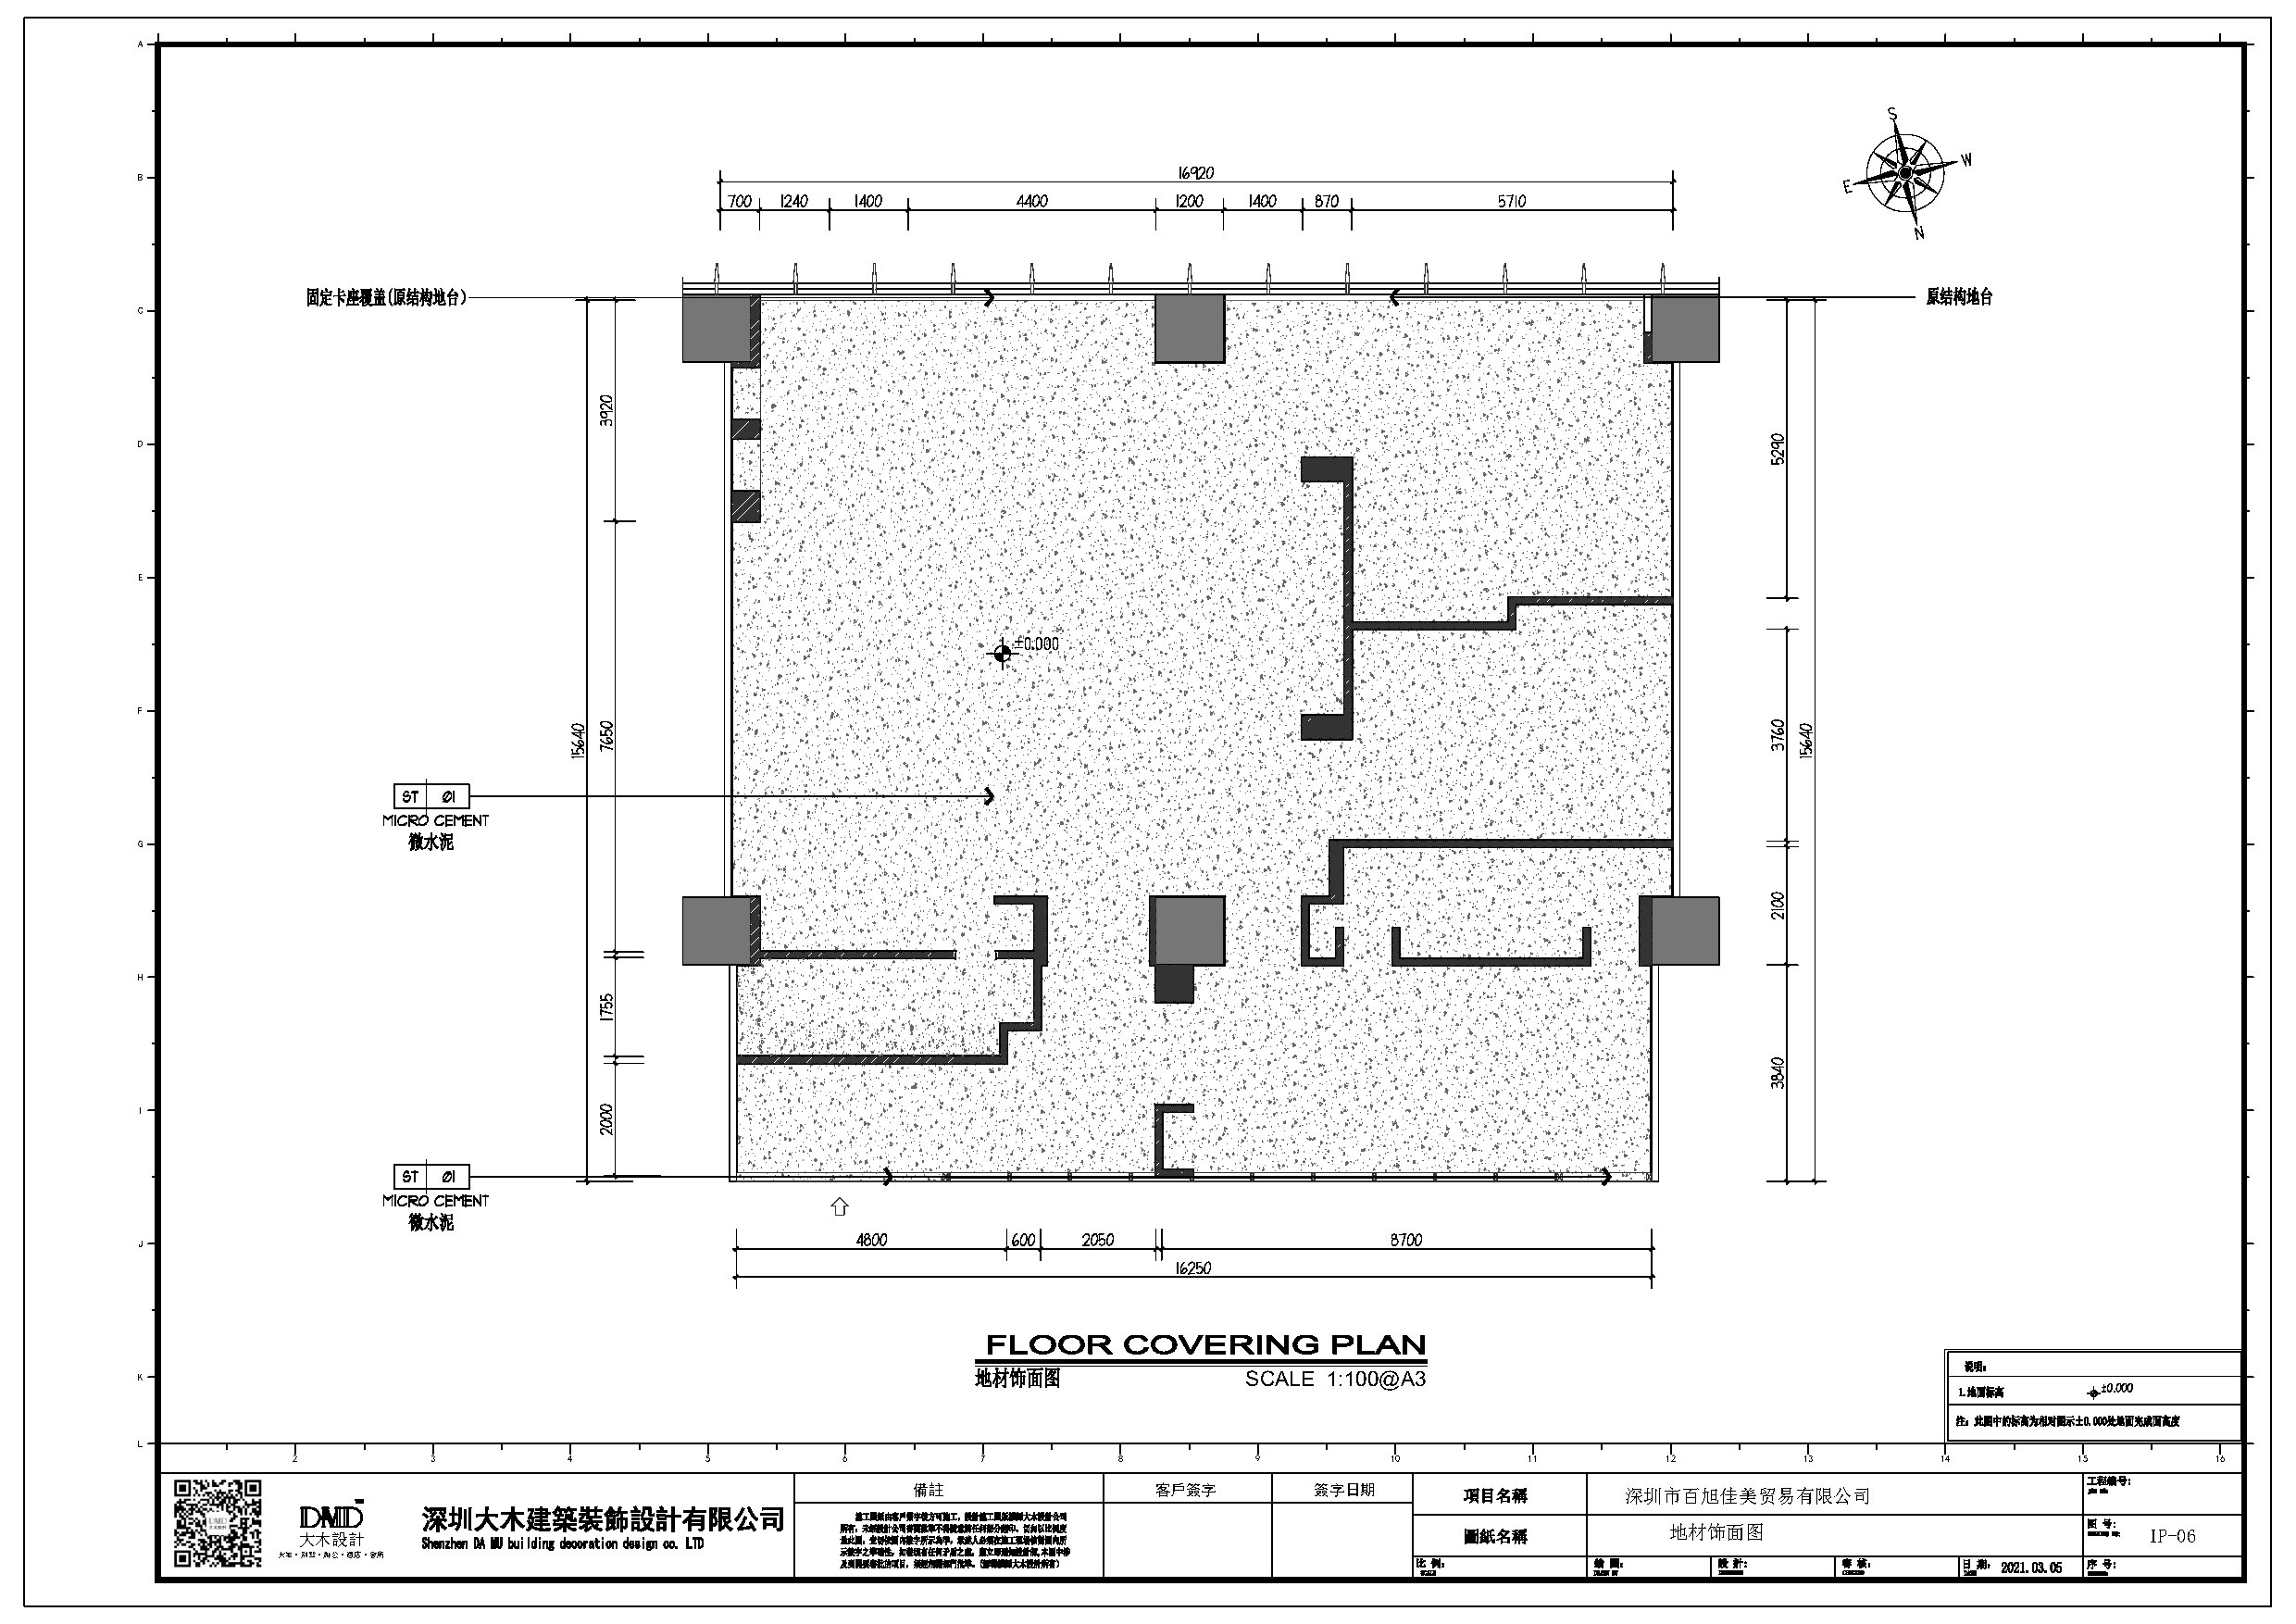 S
W
E
N
16920
700 1240 1400 4400 1200 1400 870 5710
固定卡座覆盖(原结构地台)
原结构地台
3920
5290
±0.000
15640
7650
3760
15640
ST Ø1
MICRO CEMENT
微水泥
2100
1755
3840
2000
ST Ø1
MICRO CEMENT
微水泥
4800 600 2050 8700
16250
FLOOR COVERING PLAN
地材饰面图 SCALE 1:100@A3
说明:
1.地面标高 ±0.000
注: 此图中的标高为相对图示±0.000处地面完成面高度
A
B
C
D
E
F
G
H
I
J
K
L
2 3 4 5 6 7 8 9 10 11 12 13 14 15 16
DMD
大木設計
深圳大木建築裝飾設計有限公司
Shenzhen DA MU building decoration design co. LTD
備註
客戶簽字
簽字日期
項目名稱
深圳市百旭佳美贸易有限公司
工程编号:
圖紙名稱
地材饰面图
图 号:
IP-06
比 例:
繪 圖:
設 計:
審 核:
日 期: 2021.03.05
序 号: